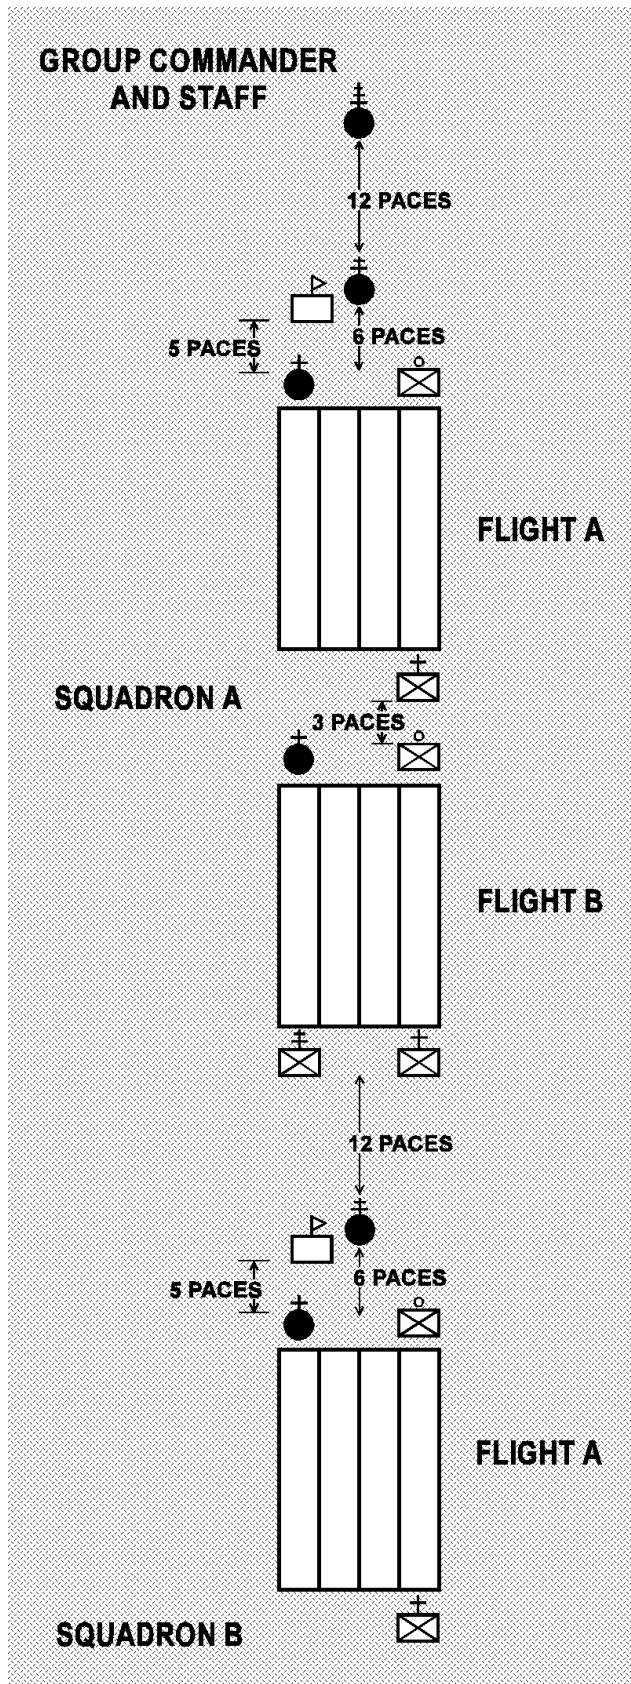 GROUP COMMANDER
AND STAFF
12 PACES
5 PACES
6 PACES
FLIGHT A
SQUADRON A
3 PACES
FLIGHT B
12 PACES
5 PACES
6 PACES
FLIGHT A
SQUADRON B